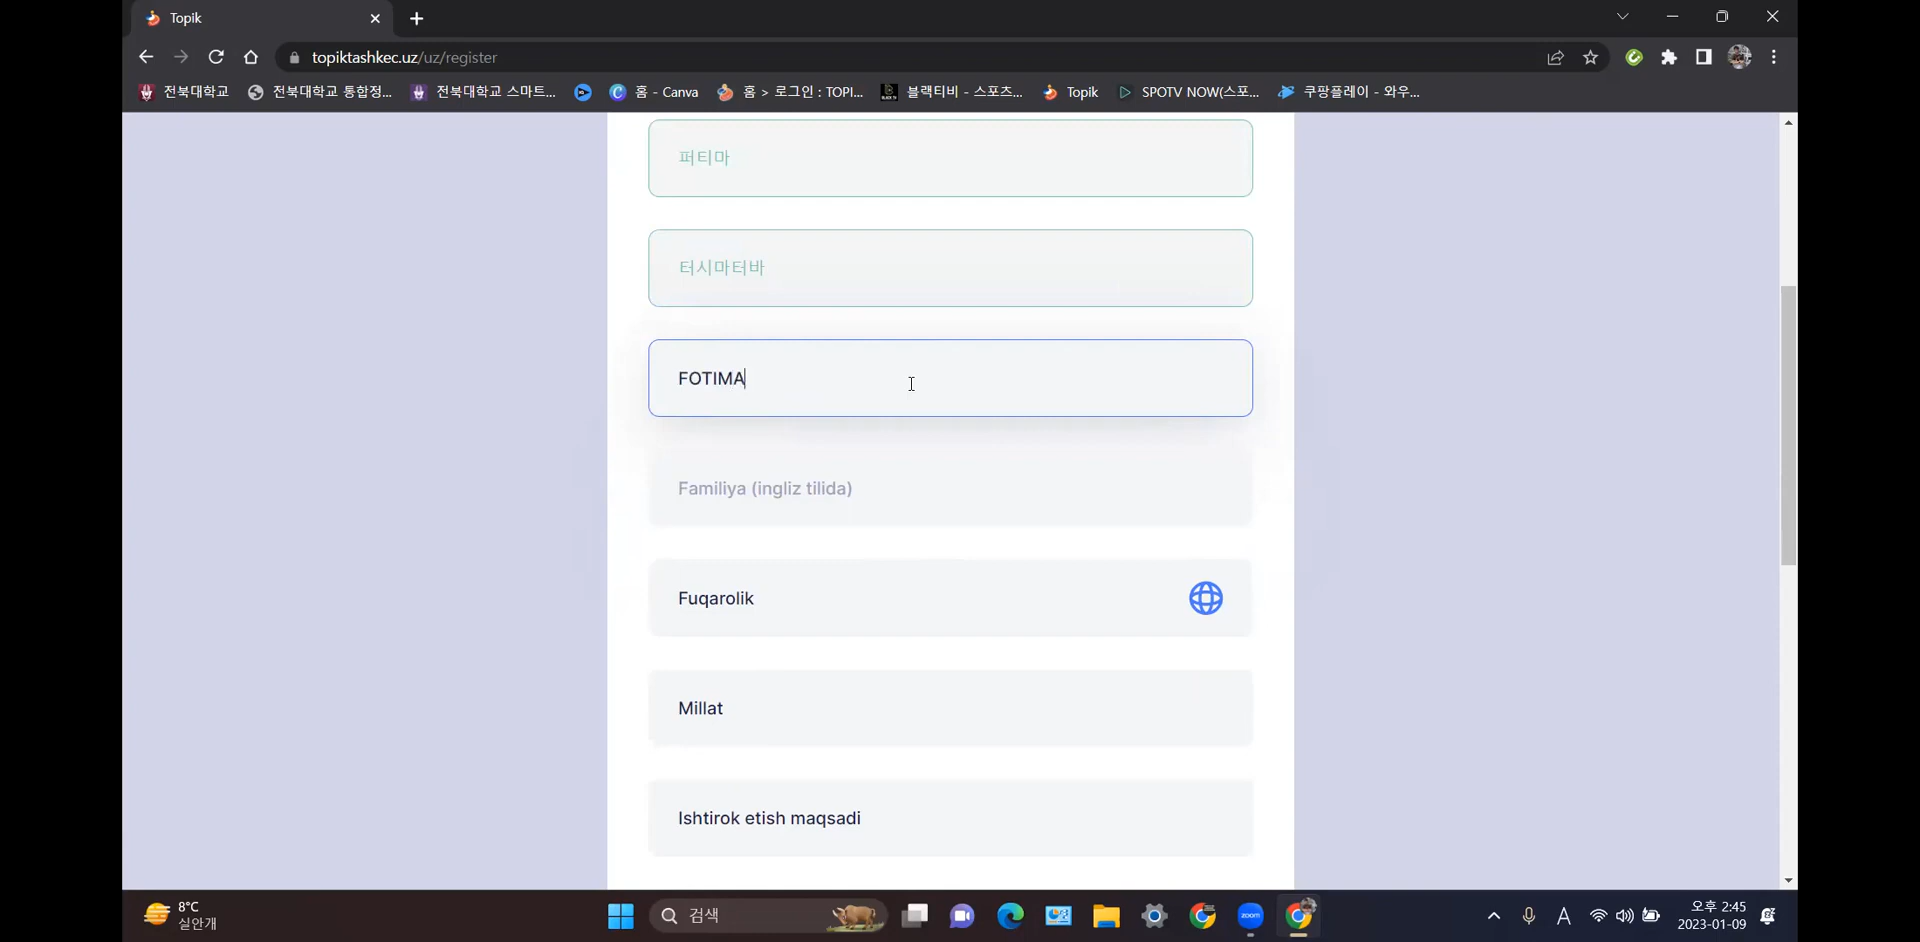 Topik
topiktashkec.uz/uz/register
전북대학교
전북대학교 통합정...
전북대학교 스마트...
홈 - Canva
홈 > 로그인 : TOPI...
블랙티비 - 스포츠...
Topik
SPOTV NOW(스포...
쿠팡플레이 - 와우...
퍼티마
터시마터바
FOTIMA
Familiya (ingliz tilida)
Fuqarolik
Millat
Ishtirok etish maqsadi
8°C
실안개
검색
zoom
A
오후 2:45
2023-01-09